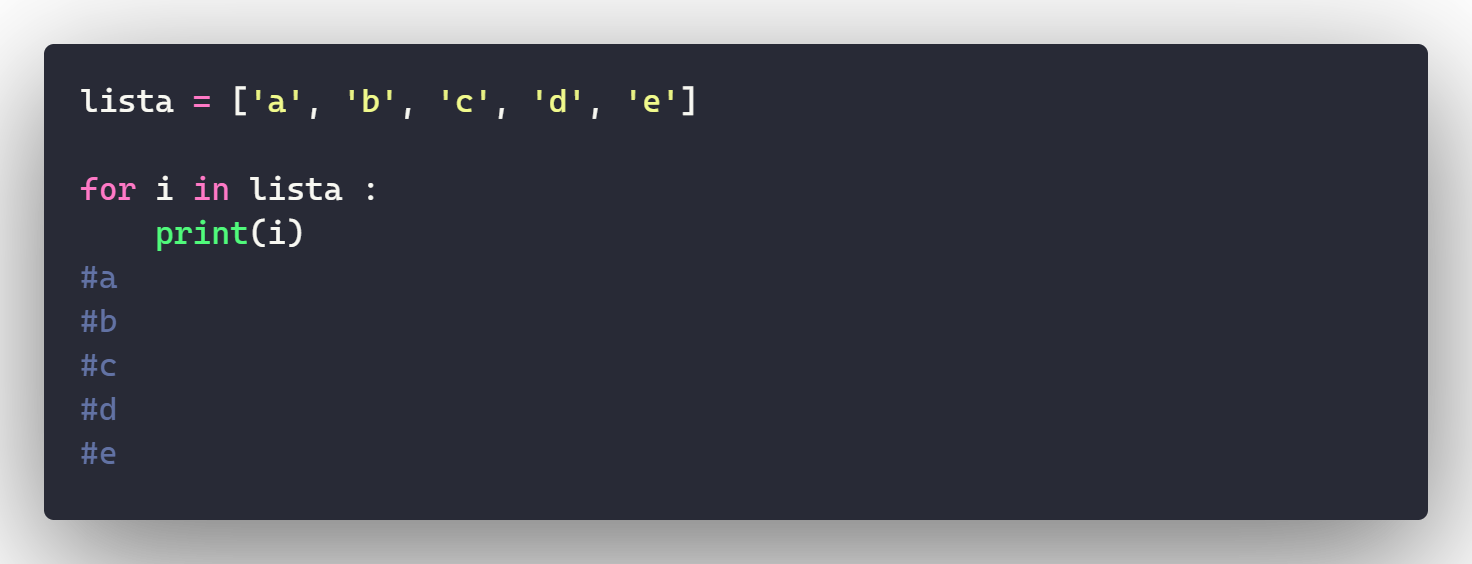 lista = ['a', 'b', 'c', 'd', 'e']
for i in lista :
    print(i)
#a
#b
#c
#d
#e